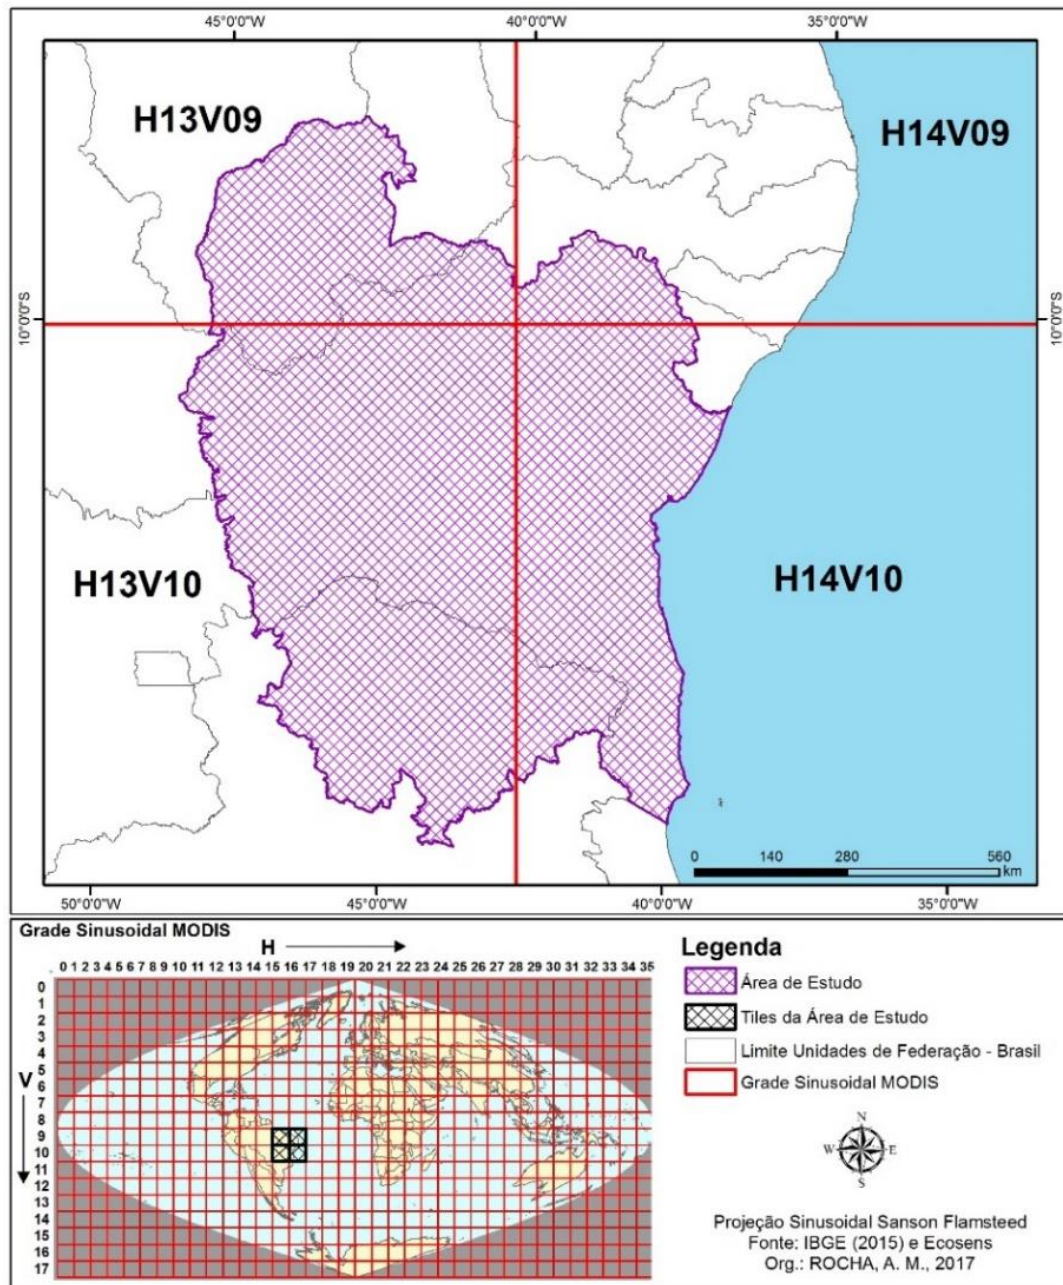 45°0'0"W 40°0'0"W 35°0'0"W
H13V09
H14V09
10°0'0"S 10°0'0"S
H13V10
H14V10
0 140 280 560
km
50°0'0"W 45°0'0"W 40°0'0"W 35°0'0"W
Grade Sinusoidal MODIS
H
0 1 2 3 4 5 6 7 8 9 10 11 12 13 14 15 16 17 18 19 20 21 22 23 24 25 26 27 28 29 30 31 32 33 34 35
V
0
1
2
3
4
5
6
7
8
9
10
11
12
13
14
15
16
17
Legenda
Área de Estudo
Tiles da Área de Estudo
Limite Unidades de Federação - Brasil
Grade Sinusoidal MODIS
N
W E
S
Projeção Sinusoidal Sanson Flamsteed
Fonte: IBGE (2015) e Ecosens
Org.: ROCHA, A. M., 2017